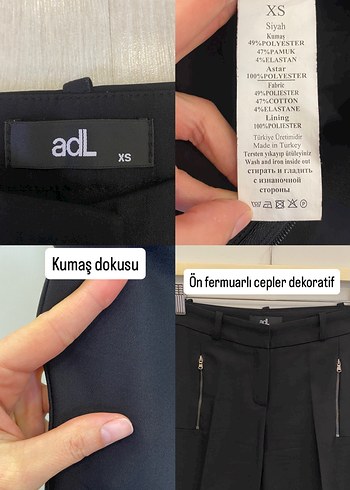 adL
XS
XS
Siyah
Kumaş
49%POLYESTER
47%PAMUK
4%ELASTAN
Astar
100%POLYESTER
Fabric
49%POLIESTER
47%COTTON
4%ELASTANE
Lining
100%POLIESTER
Türkiye Üretimidir
Made in Turkey
Tersten yıkayıp ütüleyiniz
Wash and iron inside out
стирать и гладить
с изнаночной
стороны
Kumaş dokusu
Ön fermuarlı cepler dekoratif
adL